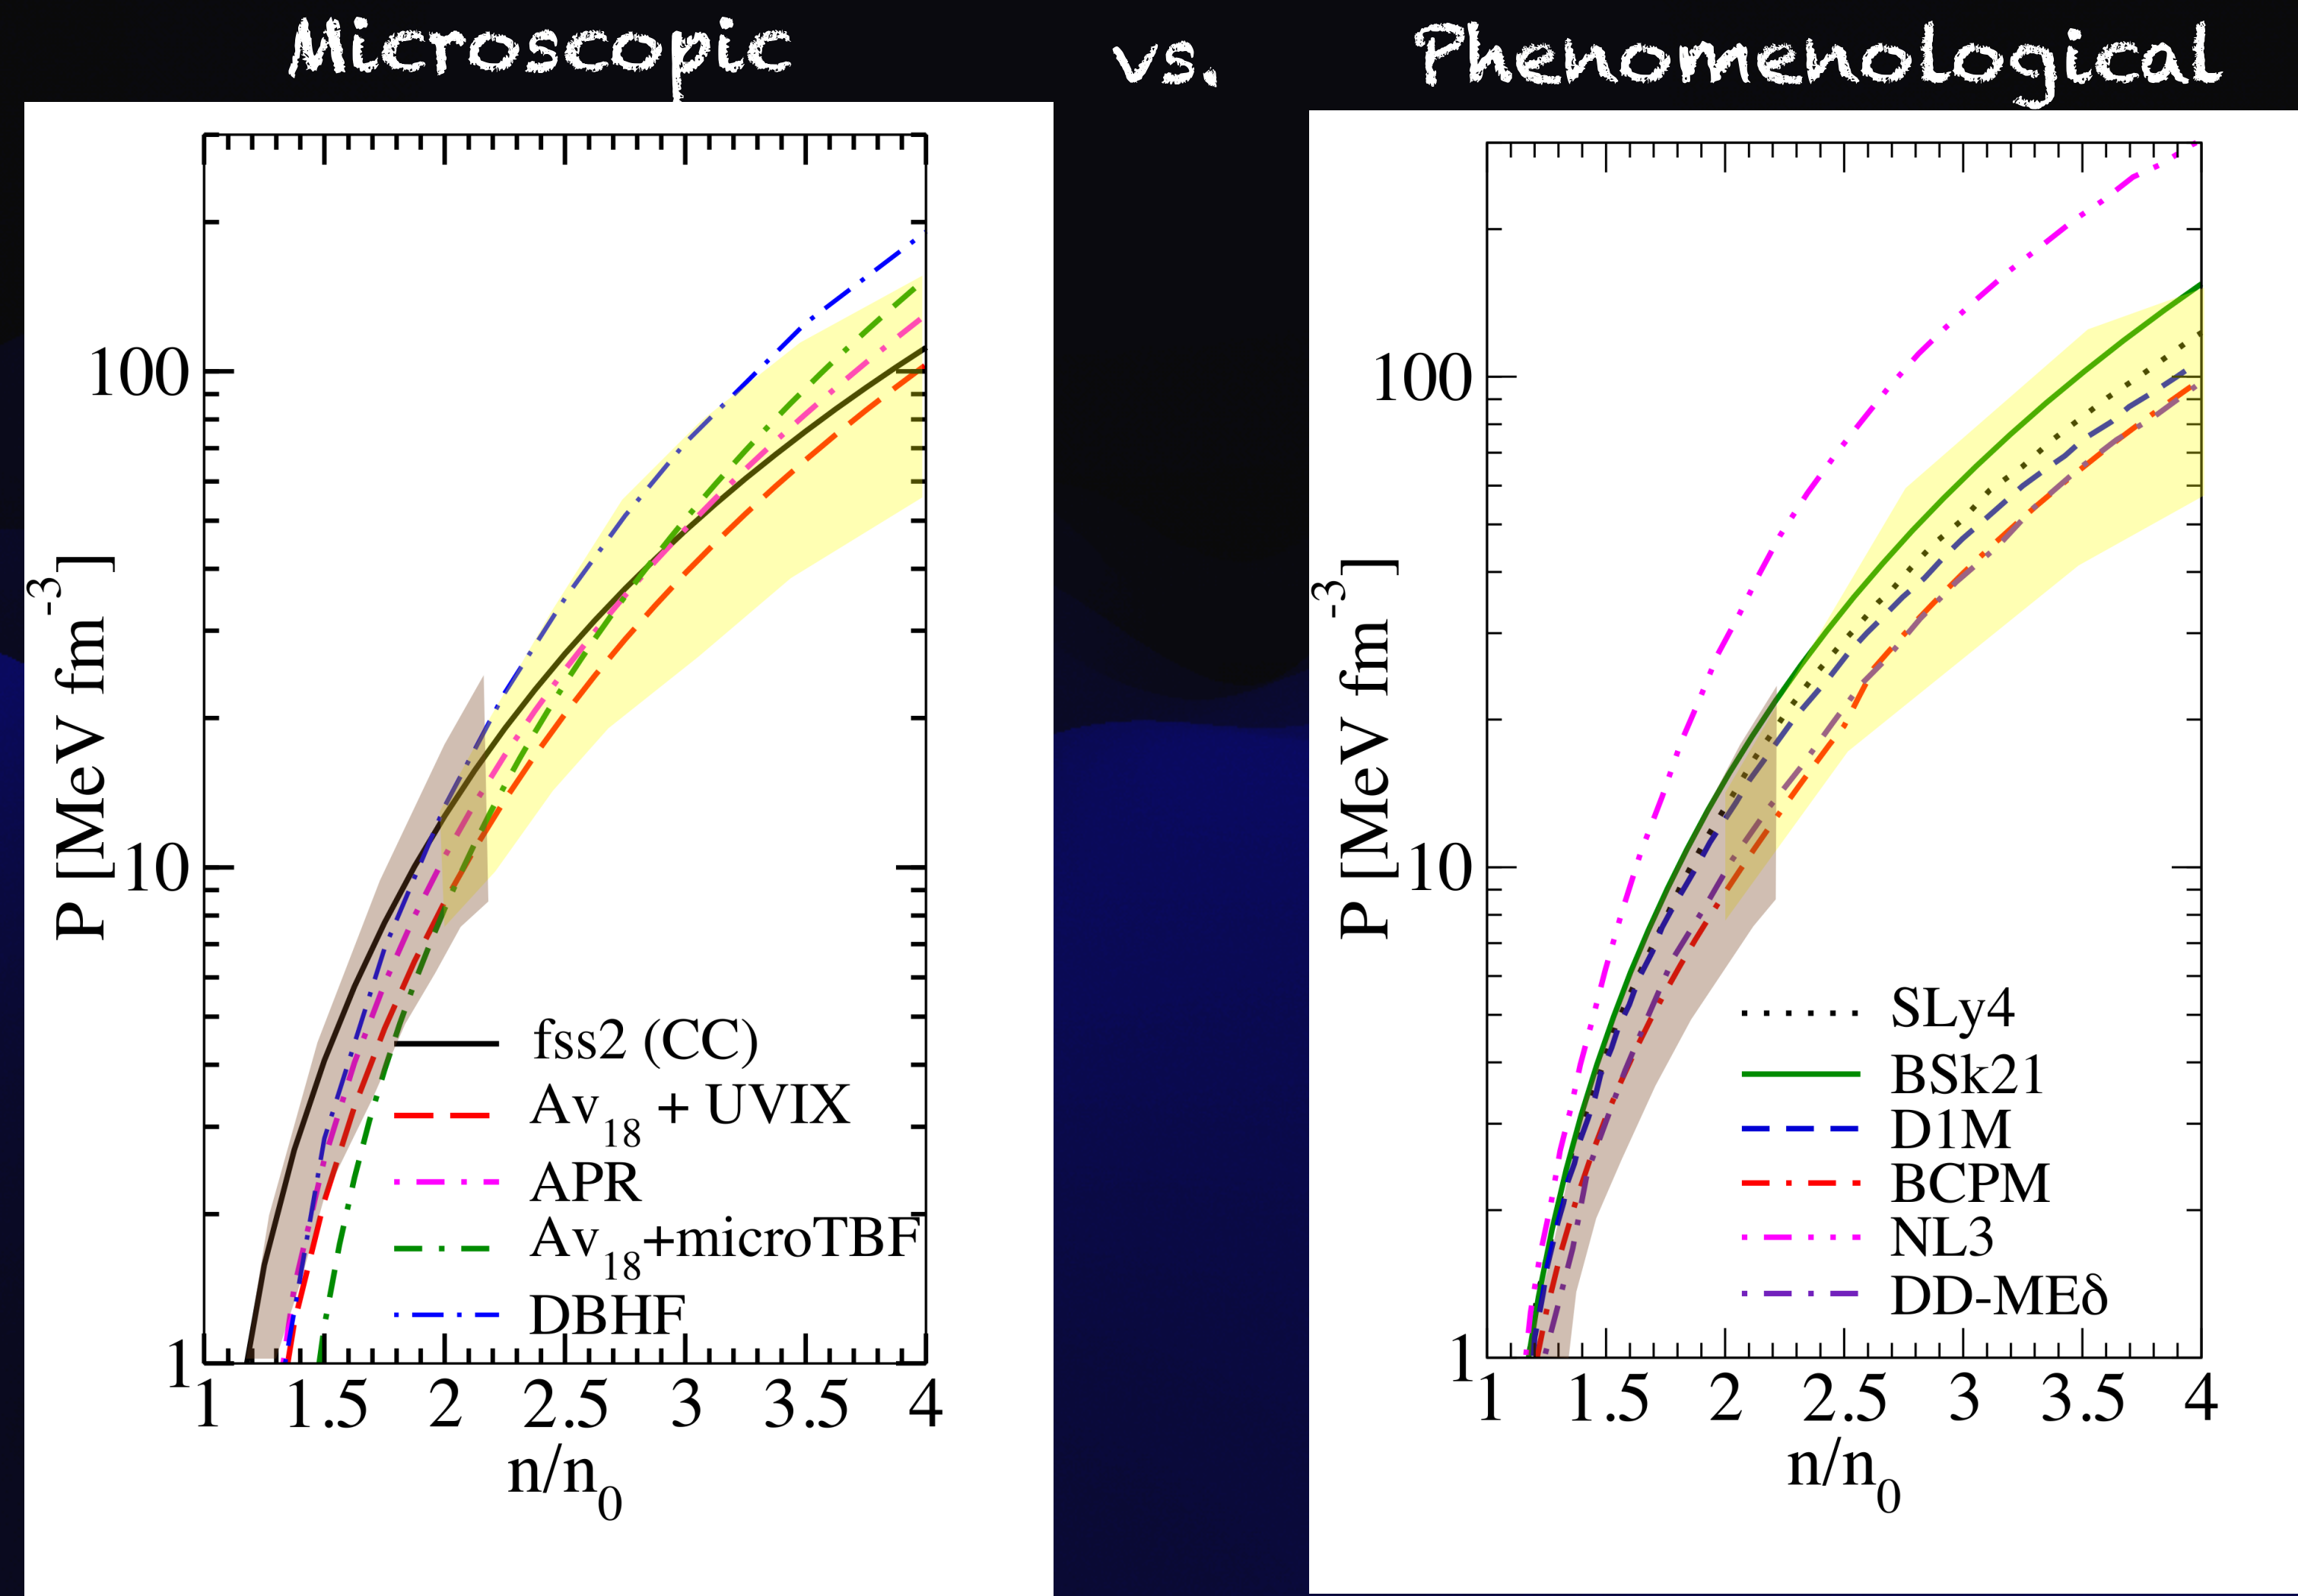 Microscopic vs. Phenomenological
P [MeV fm-3]
100
10
1
1 1.5 2 2.5 3 3.5 4
n/n0
fss2 (CC)
Av18 + UVIX
APR
Av18+microTBF
DBHF
P [MeV fm-3]
100
10
1
1 1.5 2 2.5 3 3.5 4
n/n0
SLy4
BSk21
D1M
BCPM
NL3
DD-MEδ